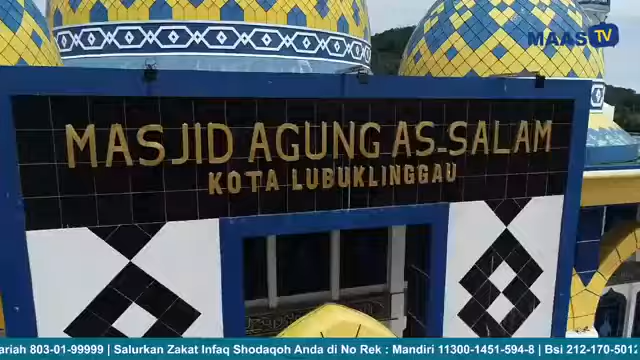 MAAS TV
MASJID AGUNG AS-SALAM
KOTA LUBUKLINGGAU
ariah 803-01-99999 | Salurkan Zakat Infaq Shodaqoh Anda di No Rek : Mandiri 11300-1451-594-8 | Bsi 212-170-501